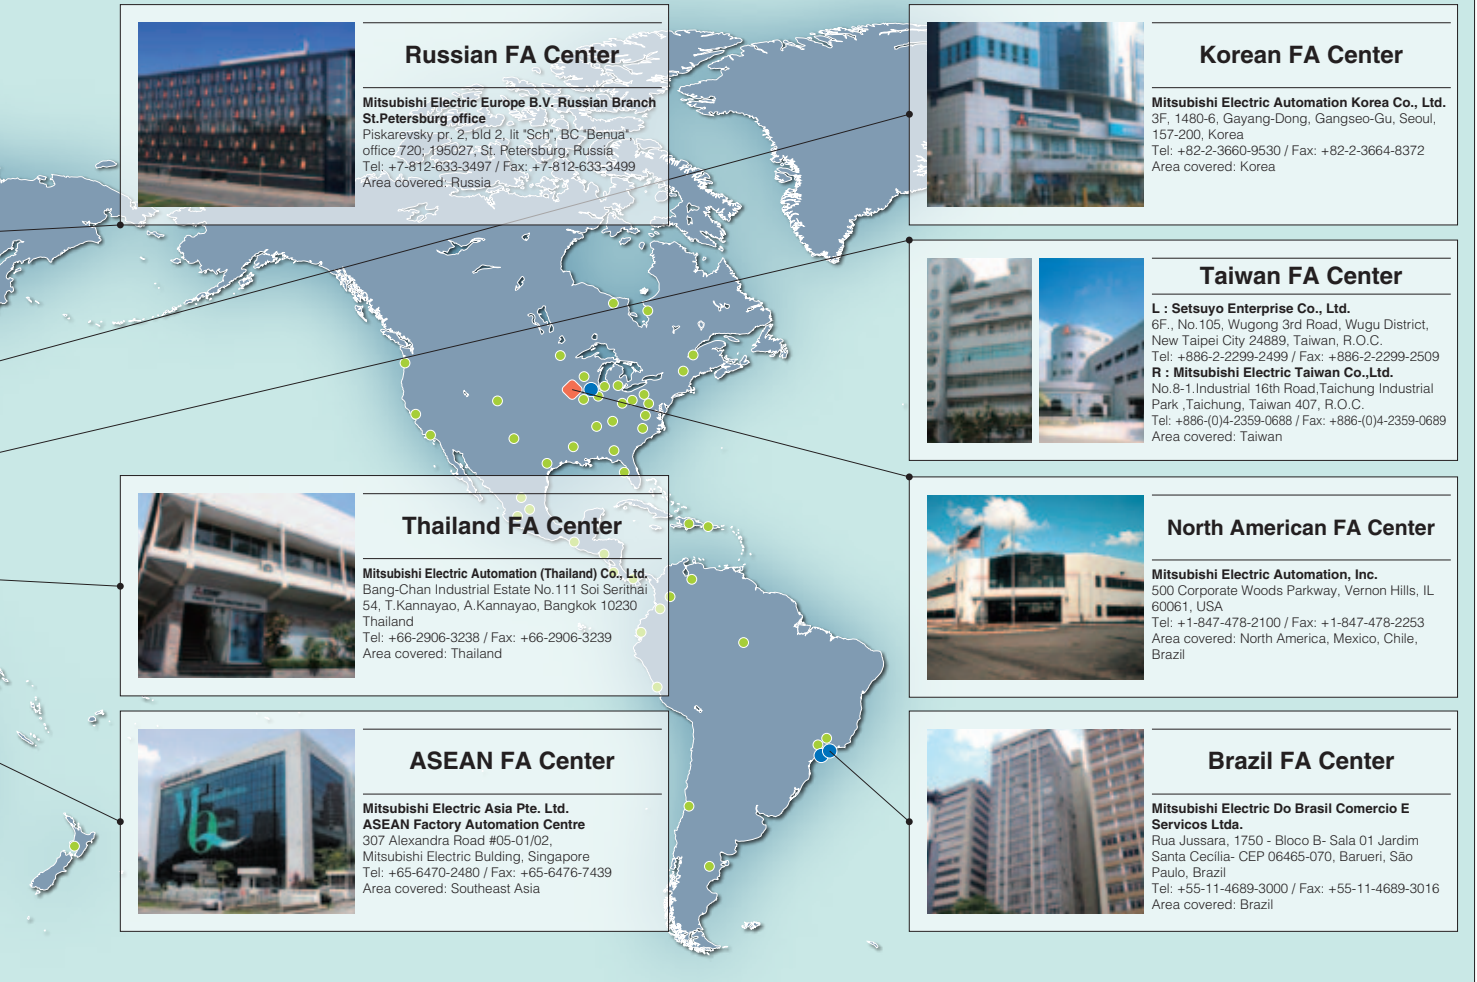 Russian FA Center
Mitsubishi Electric Europe B.V. Russian Branch
St.Petersburg office
Piskarevsky pr. 2, bld 2, lit "Sch", BC "Benua",
office 720; 195027, St. Petersburg, Russia
Tel: +7-812-633-3497 / Fax: +7-812-633-3499
Area covered: Russia
Korean FA Center
Mitsubishi Electric Automation Korea Co., Ltd.
3F, 1480-6, Gayang-Dong, Gangseo-Gu, Seoul,
157-200, Korea
Tel: +82-2-3660-9530 / Fax: +82-2-3664-8372
Area covered: Korea
Taiwan FA Center
L : Setsuyo Enterprise Co., Ltd.
6F., No.105, Wugong 3rd Road, Wugu District,
New Taipei City 24889, Taiwan, R.O.C.
Tel: +886-2-2299-2499 / Fax: +886-2-2299-2509
R : Mitsubishi Electric Taiwan Co.,Ltd.
No.8-1.Industrial 16th Road,Taichung Industrial
Park ,Taichung, Taiwan 407, R.O.C.
Tel: +886-(0)4-2359-0688 / Fax: +886-(0)4-2359-0689
Area covered: Taiwan
Thailand FA Center
Mitsubishi Electric Automation (Thailand) Co., Ltd.
Bang-Chan Industrial Estate No.111 Soi Serithai
54, T.Kannayao, A.Kannayao, Bangkok 10230
Thailand
Tel: +66-2906-3238 / Fax: +66-2906-3239
Area covered: Thailand
North American FA Center
Mitsubishi Electric Automation, Inc.
500 Corporate Woods Parkway, Vernon Hills, IL
60061, USA
Tel: +1-847-478-2100 / Fax: +1-847-478-2253
Area covered: North America, Mexico, Chile,
Brazil
ASEAN FA Center
Mitsubishi Electric Asia Pte. Ltd.
ASEAN Factory Automation Centre
307 Alexandra Road #05-01/02,
Mitsubishi Electric Bulding, Singapore
Tel: +65-6470-2480 / Fax: +65-6476-7439
Area covered: Southeast Asia
Brazil FA Center
Mitsubishi Electric Do Brasil Comercio E
Servicos Ltda.
Rua Jussara, 1750 - Bloco B- Sala 01 Jardim
Santa Cecília- CEP 06465-070, Barueri, São
Paulo, Brazil
Tel: +55-11-4689-3000 / Fax: +55-11-4689-3016
Area covered: Brazil